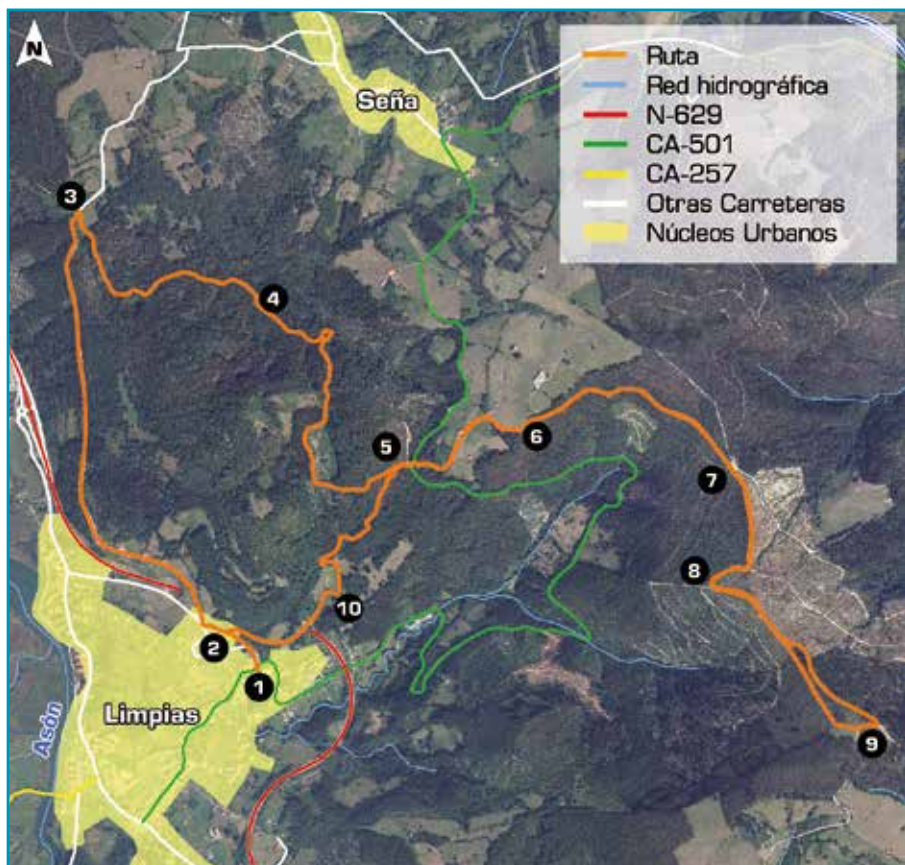 N
Ruta
Red hidrográfica
N-629
CA-501
CA-257
Otras Carreteras
Núcleos Urbanos
Seña
3
4
5
6
7
8
10
2
1
Limpias
Asón
9